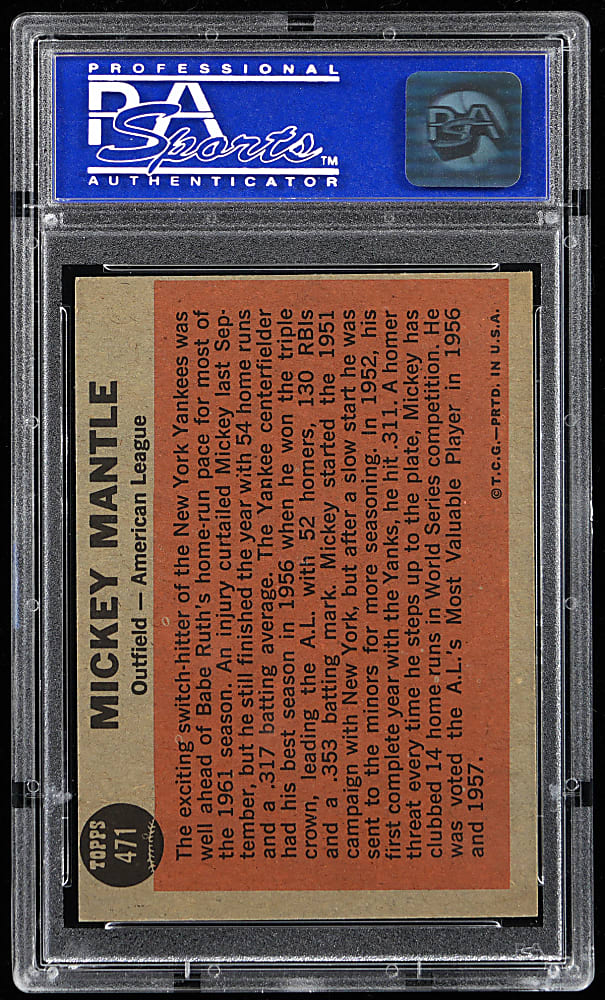 PROFESSIONAL
PSA
Sports™
AUTHENTICATOR
PSA
TOPPS
471
MICKEY MANTLE
Outfield — American League
The exciting switch-hitter of the New York Yankees was
well ahead of Babe Ruth's home-run pace for most of
the 1961 season. An injury curtailed Mickey last Sep-
tember, but he still finished the year with 54 home runs
and a .317 batting average. The Yankee centerfielder
had his best season in 1956 when he won the triple
crown, leading the A.L. with 52 homers, 130 RBIs
and a .353 batting mark. Mickey started the 1951
campaign with New York, but after a slow start he was
sent to the minors for more seasoning. In 1952, his
first complete year with the Yanks, he hit .311. A homer
threat every time he steps up to the plate, Mickey has
clubbed 14 home runs in World Series competition. He
was voted the A.L.'s Most Valuable Player in 1956
and 1957.
© T.C.G.—PRTD. IN U.S.A.
PSA